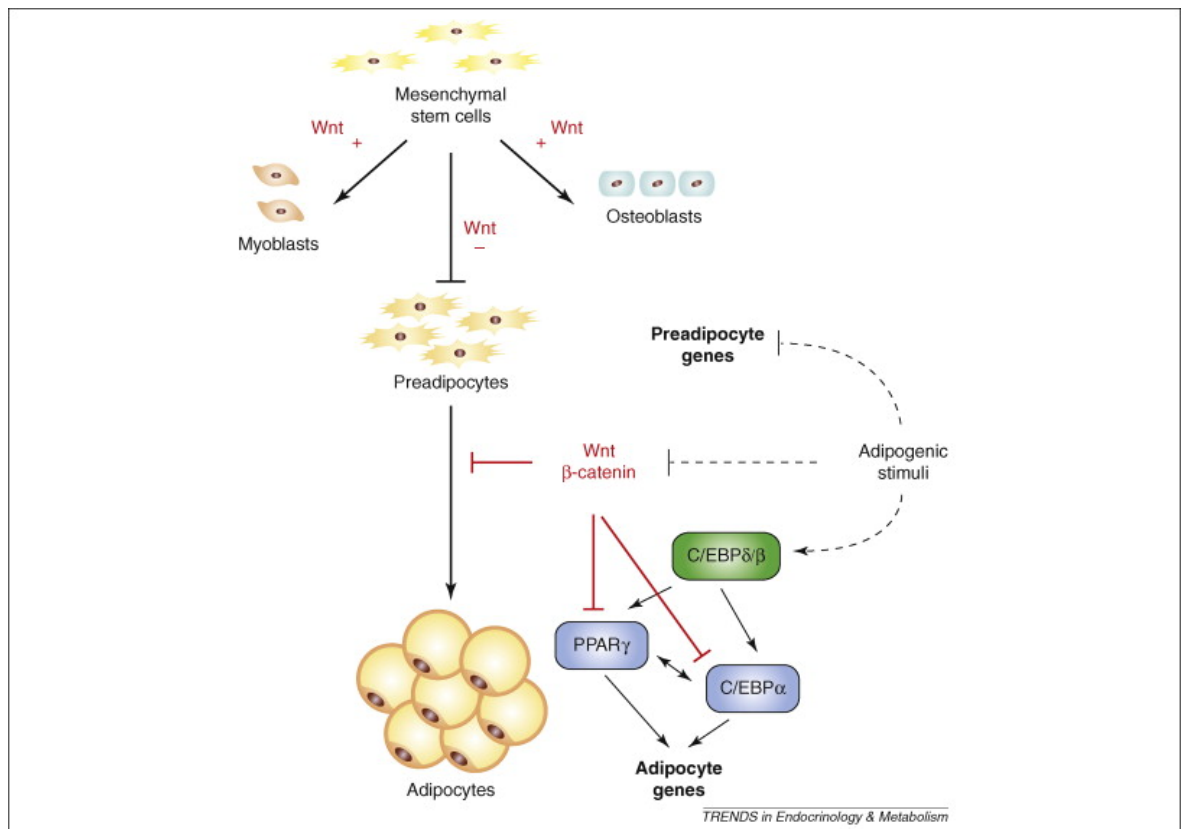 Mesenchymal
stem cells
Wnt
+
Wnt
+
Myoblasts
Osteoblasts
Wnt
–
Preadipocytes
Preadipocyte
genes
Wnt
β-catenin
Adipogenic
stimuli
C/EBPδ/β
PPARγ
C/EBPα
Adipocytes
Adipocyte
genes
TRENDS in Endocrinology & Metabolism